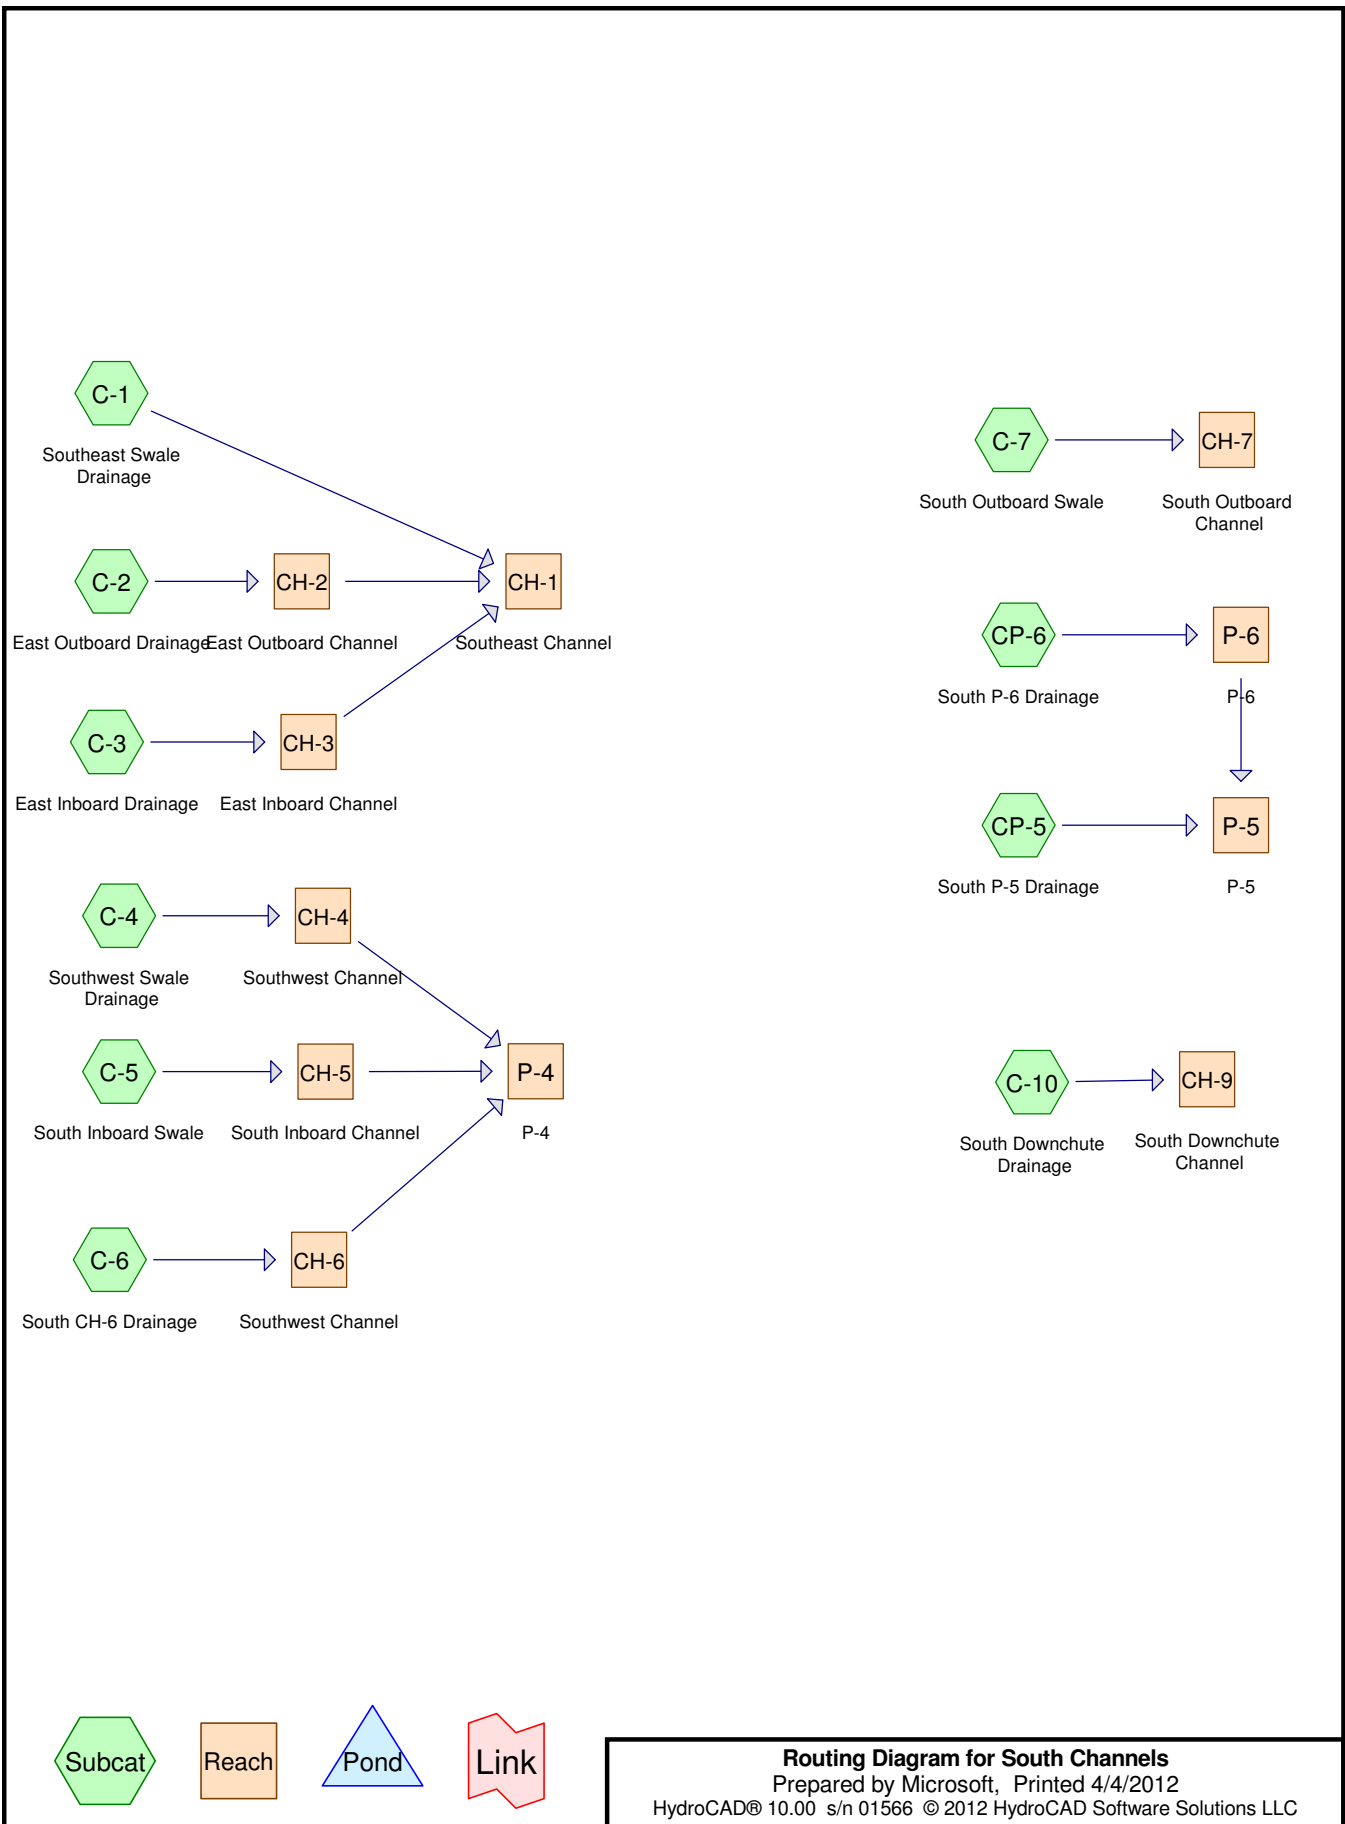 C-1
Southeast Swale
Drainage
C-2
East Outboard Drainage
CH-2
East Outboard Channel
CH-1
Southeast Channel
C-3
East Inboard Drainage
CH-3
East Inboard Channel
C-4
Southwest Swale
Drainage
CH-4
Southwest Channel
C-5
South Inboard Swale
CH-5
South Inboard Channel
P-4
P-4
C-6
South CH-6 Drainage
CH-6
Southwest Channel
C-7
South Outboard Swale
CH-7
South Outboard
Channel
CP-6
South P-6 Drainage
P-6
P-6
CP-5
South P-5 Drainage
P-5
P-5
C-10
South Downchute
Drainage
CH-9
South Downchute
Channel
Subcat
Reach
Pond
Link
Routing Diagram for South Channels
Prepared by Microsoft, Printed 4/4/2012
HydroCAD® 10.00 s/n 01566 © 2012 HydroCAD Software Solutions LLC